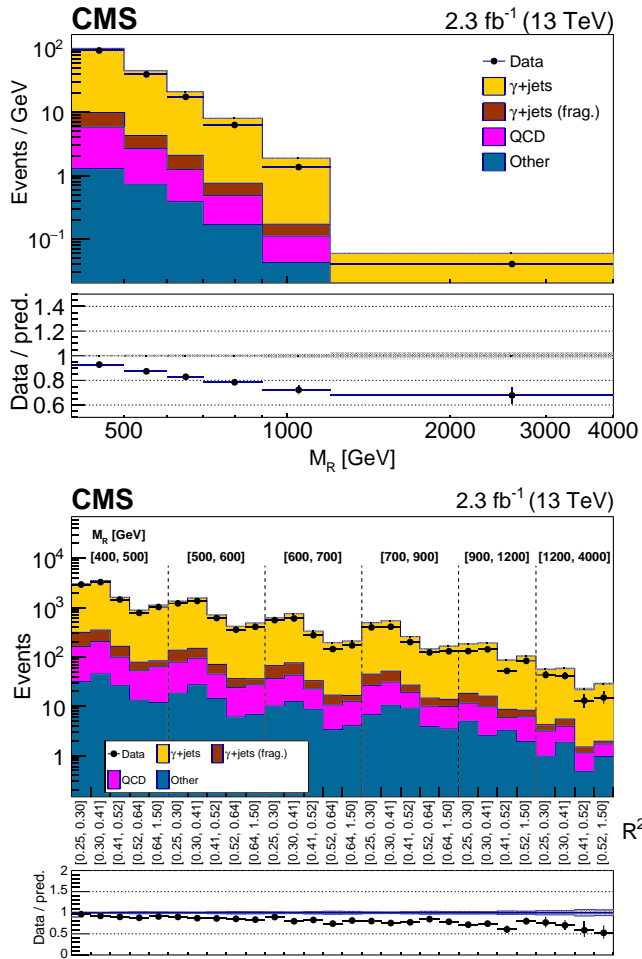 CMS 2.3 fb⁻¹ (13 TeV)
Events / GeV
10²
10
1
10⁻¹
Data
γ+jets
γ+jets (frag.)
QCD
Other
Data / pred.
1.4
1.2
1
0.8
0.6
500 1000 2000 3000 4000
M_R [GeV]
CMS 2.3 fb⁻¹ (13 TeV)
M_R [GeV]
[400, 500] [500, 600] [600, 700] [700, 900] [900, 1200] [1200, 4000]
Events
10⁴
10³
10²
10
1
Data γ+jets γ+jets (frag.)
QCD Other
[0.25, 0.30] [0.30, 0.41] [0.41, 0.52] [0.52, 0.64] [0.64, 1.50] [0.25, 0.30] [0.30, 0.41] [0.41, 0.52] [0.52, 0.64] [0.64, 1.50] [0.25, 0.30] [0.30, 0.41] [0.41, 0.52] [0.52, 0.64] [0.64, 1.50] [0.25, 0.30] [0.30, 0.41] [0.41, 0.52] [0.52, 0.64] [0.64, 1.50] [0.25, 0.30] [0.30, 0.41] [0.41, 0.52] [0.52, 1.50] [0.25, 0.30] [0.30, 0.41] [0.41, 0.52] [0.52, 1.50]
R²
Data / pred.
2
1.5
1
0.5
0